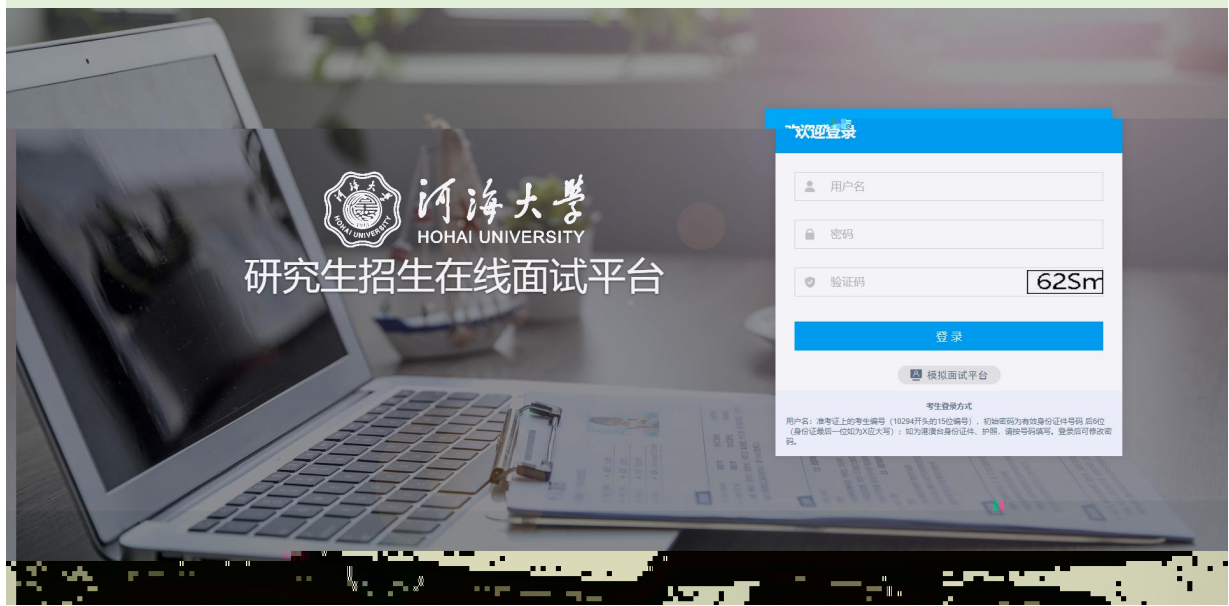 欢迎登录
河海大學
HOHAI UNIVERSITY
研究生招生在线面试平台
用户名
密码
验证码
62Sm
登 录
模拟面试平台
考生登录方式
用户名：准考证上的考生编号（10294开头的15位编号），初始密码为有效身份证件号码 后6位
（身份证最后一位如为X应大写）；如为港澳台身份证件、护照，请按号码填写。登录后可修改密
码。